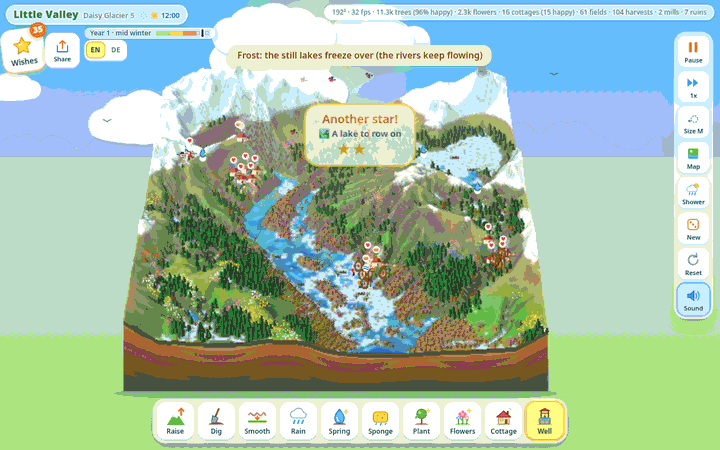 Little Valley Daisy Glacier 5 12:00
192² · 32 fps · 11.3k trees (96% happy) · 2.3k flowers · 16 cottages (15 happy) · 61 fields · 104 harvests · 2 mills · 7 ruins
35
Wishes
Share
Year 1 · mid winter
EN DE
Frost: the still lakes freeze over (the rivers keep flowing)
Another star!
A lake to row on
Pause
1x
Size M
Map
Shower
New
Reset
Sound
Raise Dig Smooth Rain Spring Sponge Plant Flowers Cottage Well